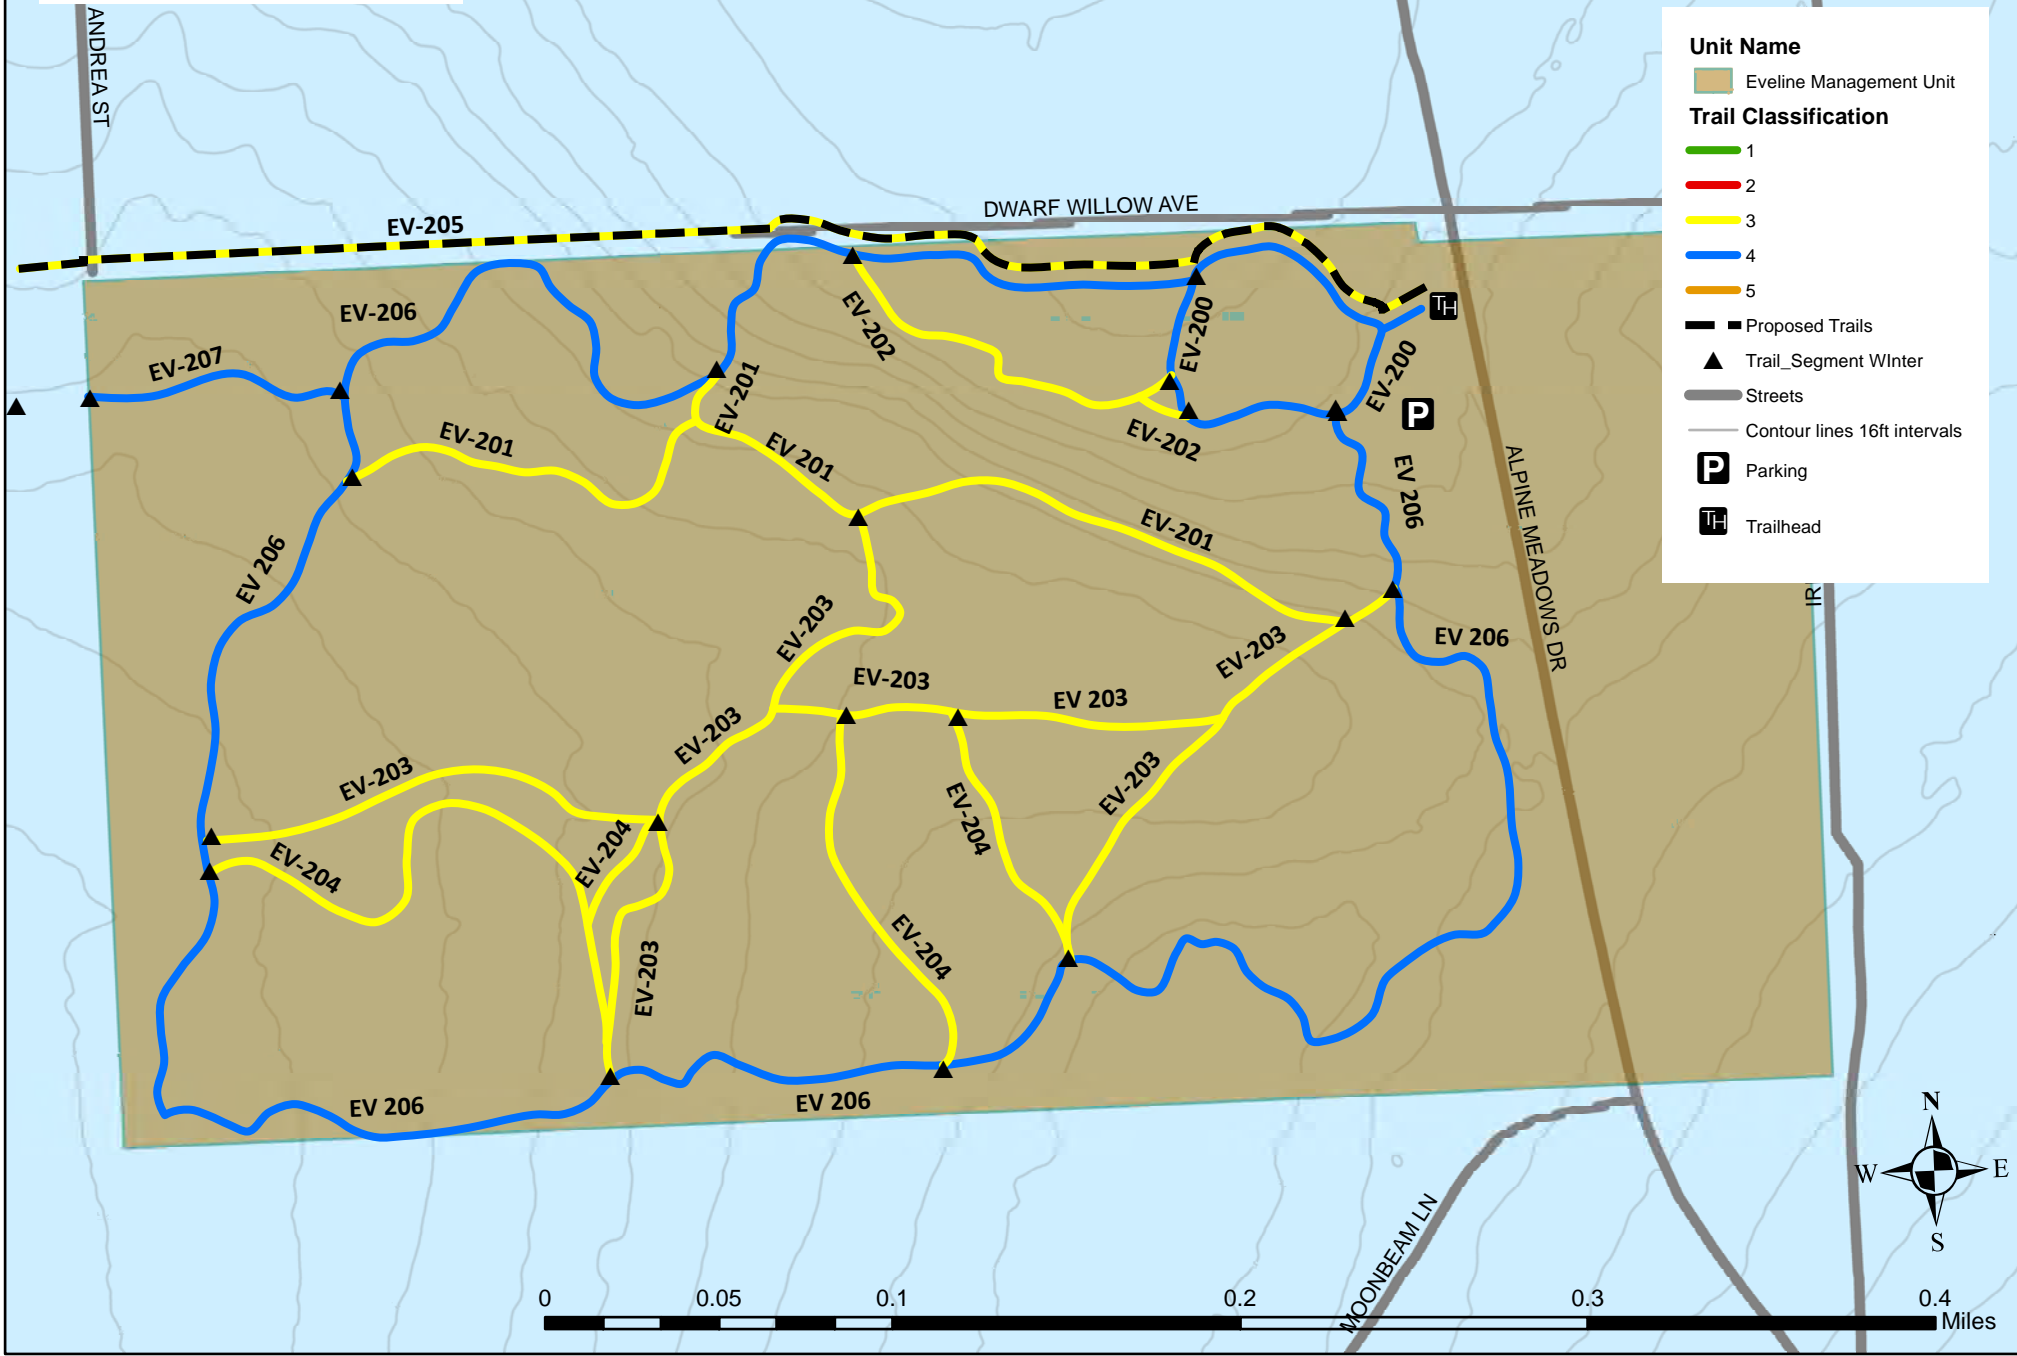 ANDREA ST
Unit Name
Eveline Management Unit
Trail Classification
1
2
3
4
5
Proposed Trails
Trail_Segment WInter
Streets
Contour lines 16ft intervals
P
Parking
TH
Trailhead
EV-205
DWARF WILLOW AVE
EV-206
EV-207
EV-202
EV-200
TH
EV-200
EV-201
P
EV-201
EV 201
EV-202
EV 206
ALPINE MEADOWS DR
EV-201
EV 206
IR
EV-203
EV-203
EV 206
EV-203
EV 203
EV-203
EV-203
EV-203
EV-204
EV-204
EV-204
EV-203
EV-204
EV 206
EV 206
N
W
E
S
MOONBEAM LN
0 0.05 0.1 0.2 0.3 0.4
Miles